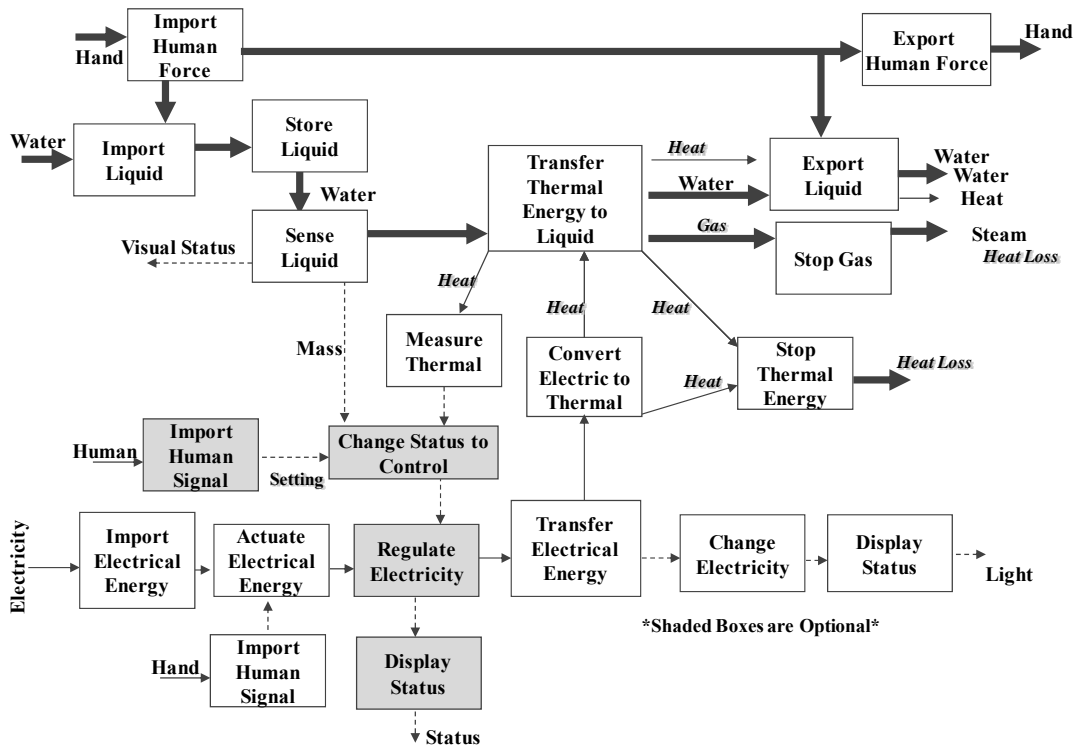 Import
Human
Force
Hand
Export
Human Force
Hand
Water
Import
Liquid
Store
Liquid
Water
Transfer
Thermal
Energy to
Liquid
Heat
Water
Gas
Export
Liquid
Water
Water
Heat
Stop Gas
Steam
Heat Loss
Visual Status
Sense
Liquid
Heat
Heat
Heat
Mass
Measure
Thermal
Convert
Electric to
Thermal
Heat
Stop
Thermal
Energy
Heat Loss
Human
Import
Human
Signal
Setting
Change Status to
Control
Electricity
Import
Electrical
Energy
Actuate
Electrical
Energy
Regulate
Electricity
Transfer
Electrical
Energy
Change
Electricity
Display
Status
Light
*Shaded Boxes are Optional*
Hand
Import
Human
Signal
Display
Status
Status